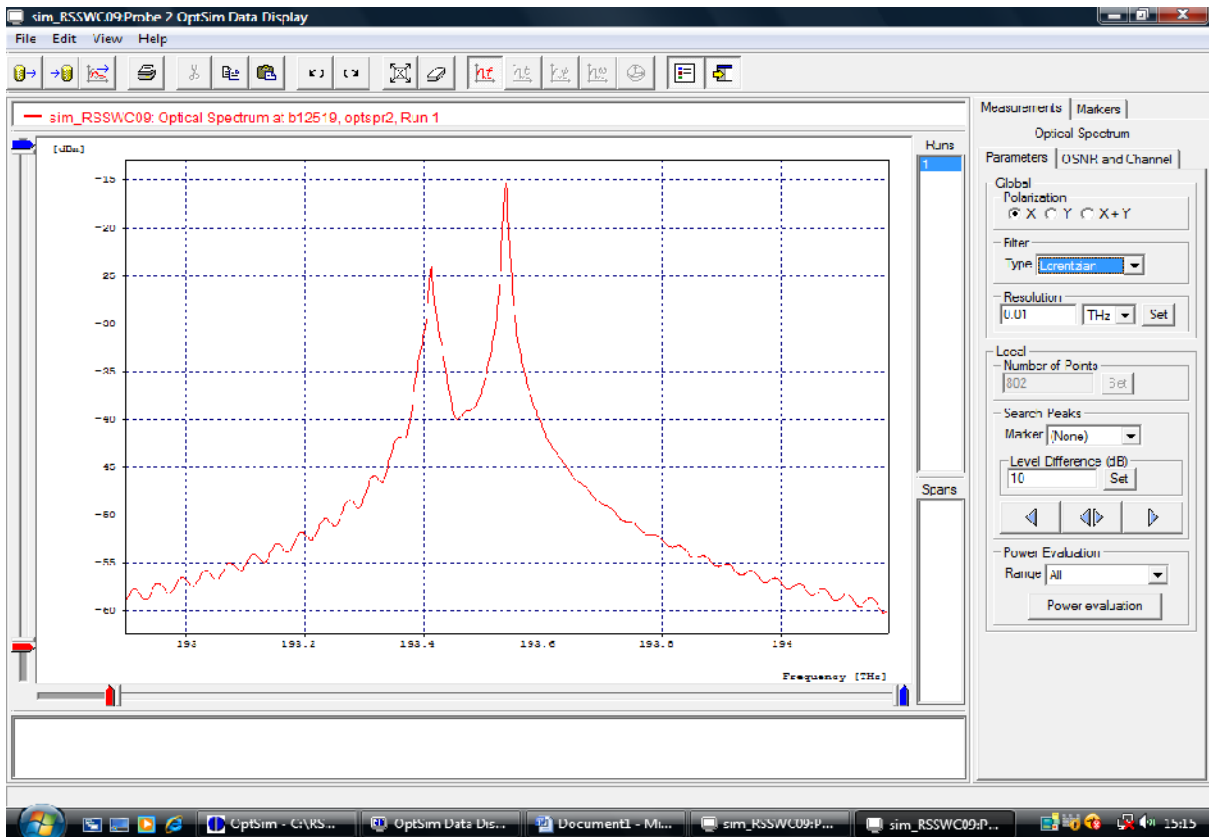 sim_RSSWC09:Probe 2 OptSim Data Display
File Edit View Help
sim_RSSWC09: Optical Spectrum at b12519, optspr2, Run 1
[dBm]
-15
-20
25
-30
-35
-40
45
-50
-55
-60
193
193.2
193.4
193.6
193.8
194
Frequency [THz]
Runs
1
Spans
Measurements Markers
Optical Spectrum
Parameters OSNR and Channel
Global
Polarization
X Y X+Y
Filter
Type Lorentzian
Resolution
0.01 THz Set
Local
Number of Points
802 Set
Search Peaks
Marker (None)
Level Difference (dB)
10 Set
Power Evaluation
Range All
Power evaluation
OptSim - C:\RS... OptSim Data Dis... Document1 - Mi... sim_RSSWC09:P... sim_RSSWC09:P... 15:15